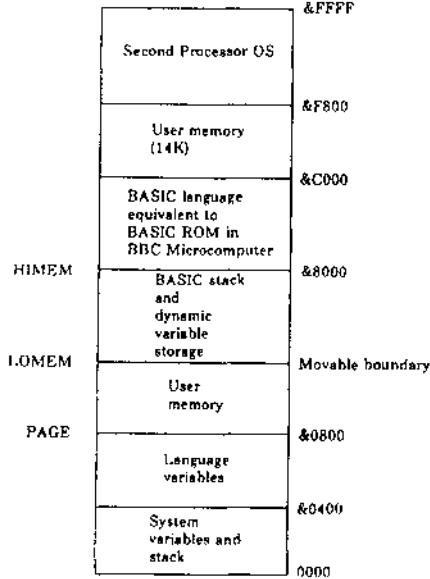 &FFFF
Second Processor OS
&F800
User memory
(14K)
&C000
BASIC language
equivalent to
BASIC ROM in
BBC Microcomputer
HIMEM
&8000
BASIC stack
and
dynamic
variable
storage
LOMEM
Movable boundary
User
memory
PAGE
&0800
Language
variables
&0400
System
variables and
stack
0000